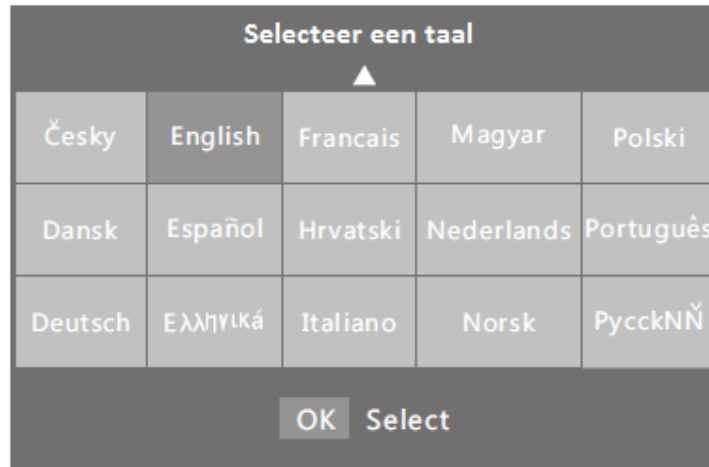 Selecteer een taal
Česky English Francais Magyar Polski
Dansk Español Hrvatski Nederlands Português
Deutsch Ελληνικά Italiano Norsk PycckNŇ
OK Select